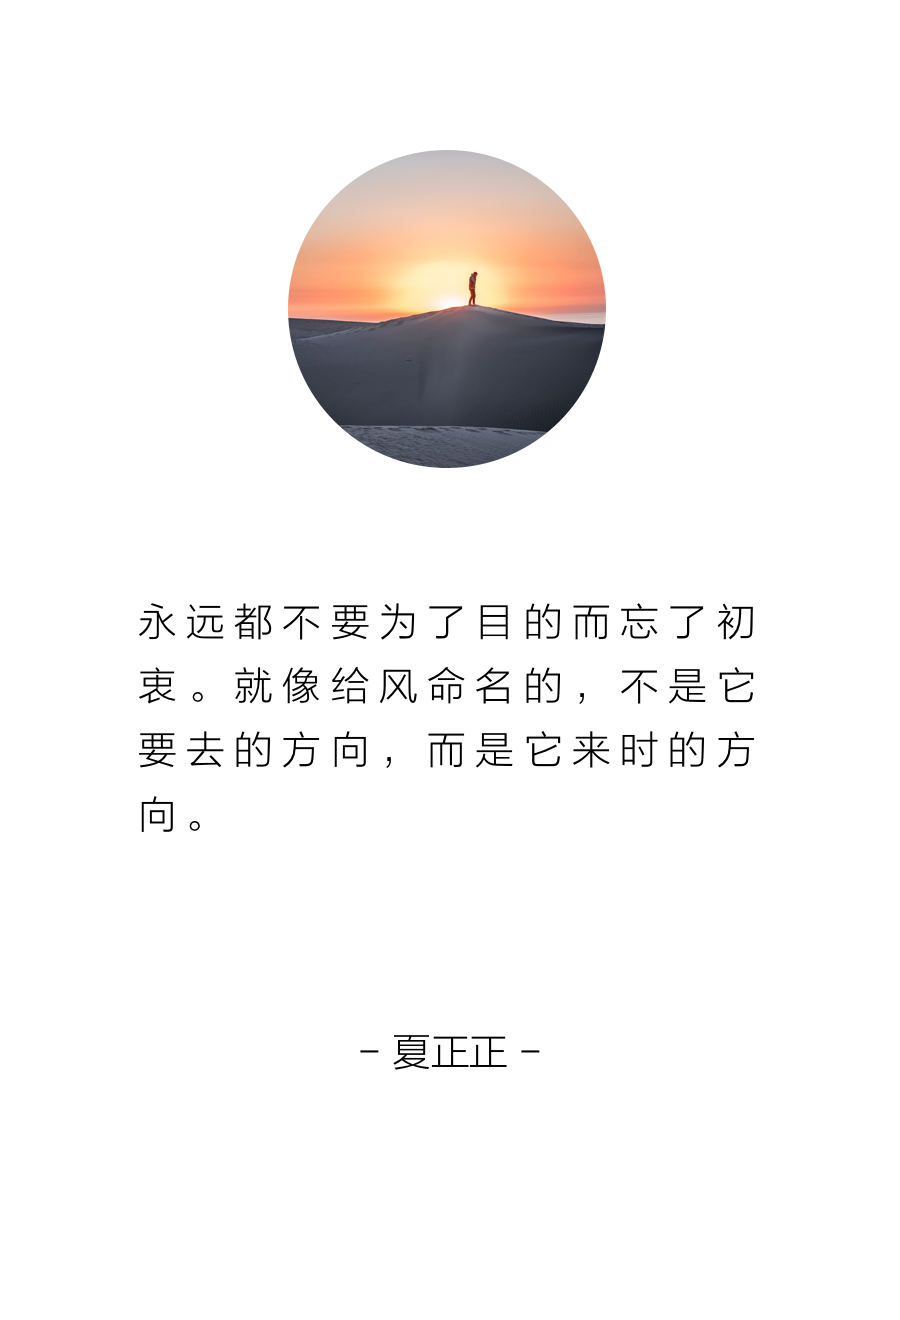 永远都不要为了目的而忘了初
衷。就像给风命名的，不是它
要去的方向，而是它来时的方
向。
- 夏正正 -